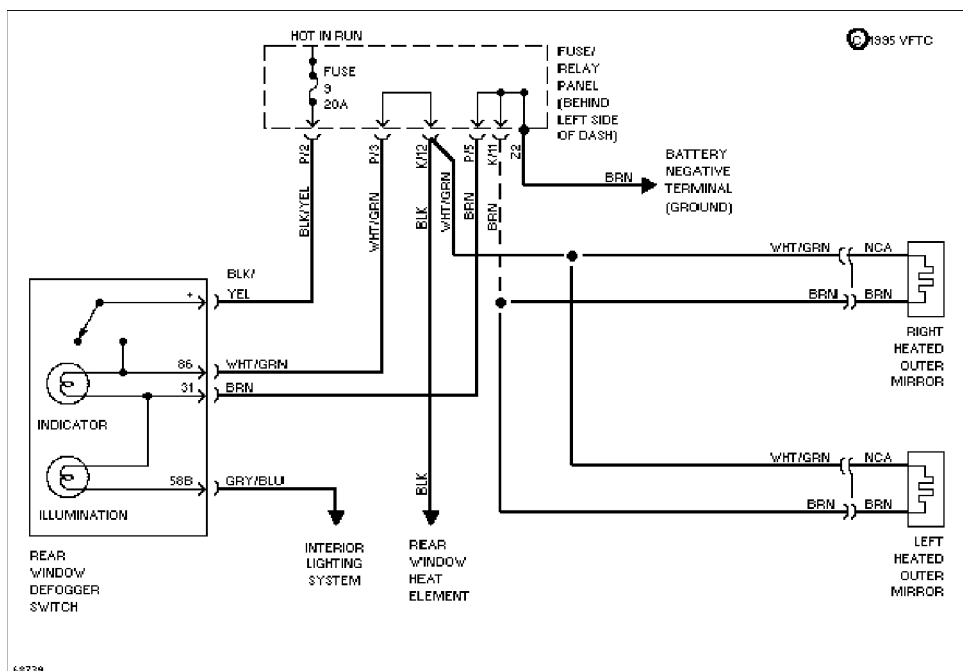 HOT IN RUN
© 1995 VFTC
FUSE
9
20A
FUSE/
RELAY
PANEL
(BEHIND
LEFT SIDE
OF DASH)
P/2
P/3
K/12
P/5
K/11
Z2
BLK/YEL
WHT/GRN
BLK
WHT/GRN
BRN
BRN
BRN
BATTERY
NEGATIVE
TERMINAL
(GROUND)
WHT/GRN
NCA
BRN
BRN
RIGHT
HEATED
OUTER
MIRROR
BLK/
YEL
+
86
WHT/GRN
31
BRN
INDICATOR
58B
GRY/BLU
ILLUMINATION
REAR
WINDOW
DEFOGGER
SWITCH
INTERIOR
LIGHTING
SYSTEM
BLK
REAR
WINDOW
HEAT
ELEMENT
WHT/GRN
NCA
BRN
BRN
LEFT
HEATED
OUTER
MIRROR